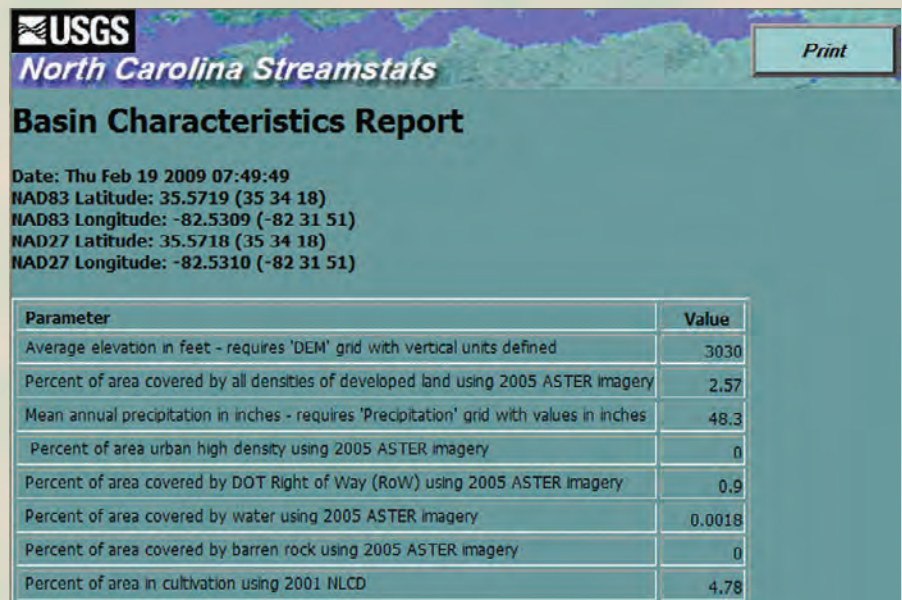 USGS
North Carolina Streamstats
Print
Basin Characteristics Report
Date: Thu Feb 19 2009 07:49:49
NAD83 Latitude: 35.5719 (35 34 18)
NAD83 Longitude: -82.5309 (-82 31 51)
NAD27 Latitude: 35.5718 (35 34 18)
NAD27 Longitude: -82.5310 (-82 31 51)
Parameter Value
Average elevation in feet - requires 'DEM' grid with vertical units defined 3030
Percent of area covered by all densities of developed land using 2005 ASTER imagery 2.57
Mean annual precipitation in inches - requires 'Precipitation' grid with values in inches 48.3
Percent of area urban high density using 2005 ASTER imagery 0
Percent of area covered by DOT Right of Way (RoW) using 2005 ASTER imagery 0.9
Percent of area covered by water using 2005 ASTER imagery 0.0018
Percent of area covered by barren rock using 2005 ASTER imagery 0
Percent of area in cultivation using 2001 NLCD 4.78